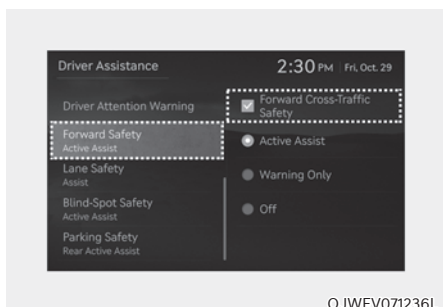 Driver Assistance
2:30 PM Fri, Oct. 29
Driver Attention Warning
Forward Safety
Active Assist
Lane Safety
Assist
Blind-Spot Safety
Active Assist
Parking Safety
Rear Active Assist
Forward Cross-Traffic
Safety
Active Assist
Warning Only
Off